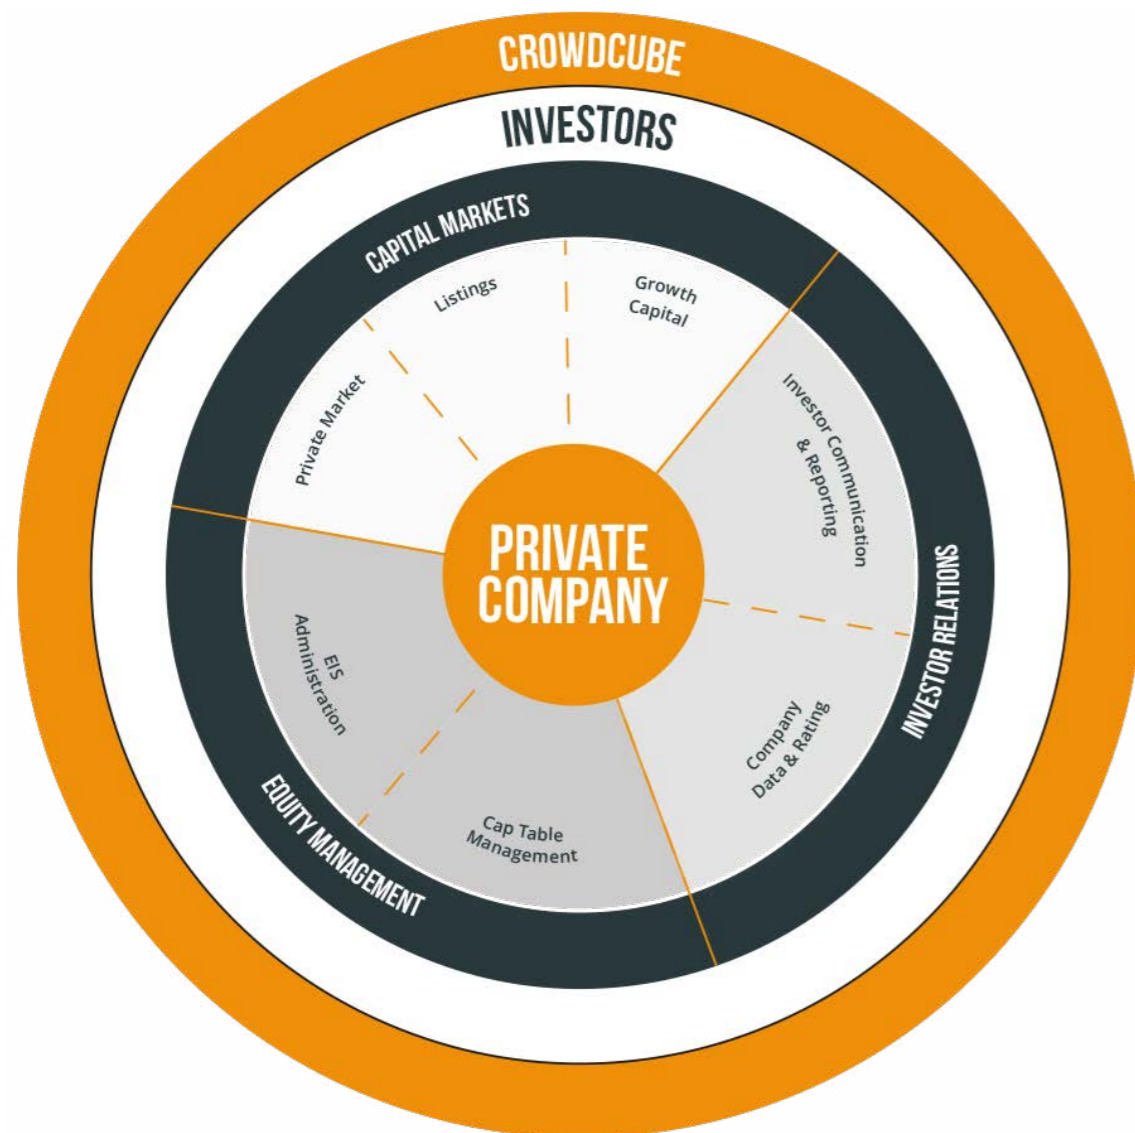 CROWDCUBE
INVESTORS
CAPITAL MARKETS
Listings
Growth
Capital
Private Market
Investor Communication
& Reporting
PRIVATE
COMPANY
INVESTOR RELATIONS
EIS
Administration
Company
Data & Rating
EQUITY MANAGEMENT
Cap Table
Management